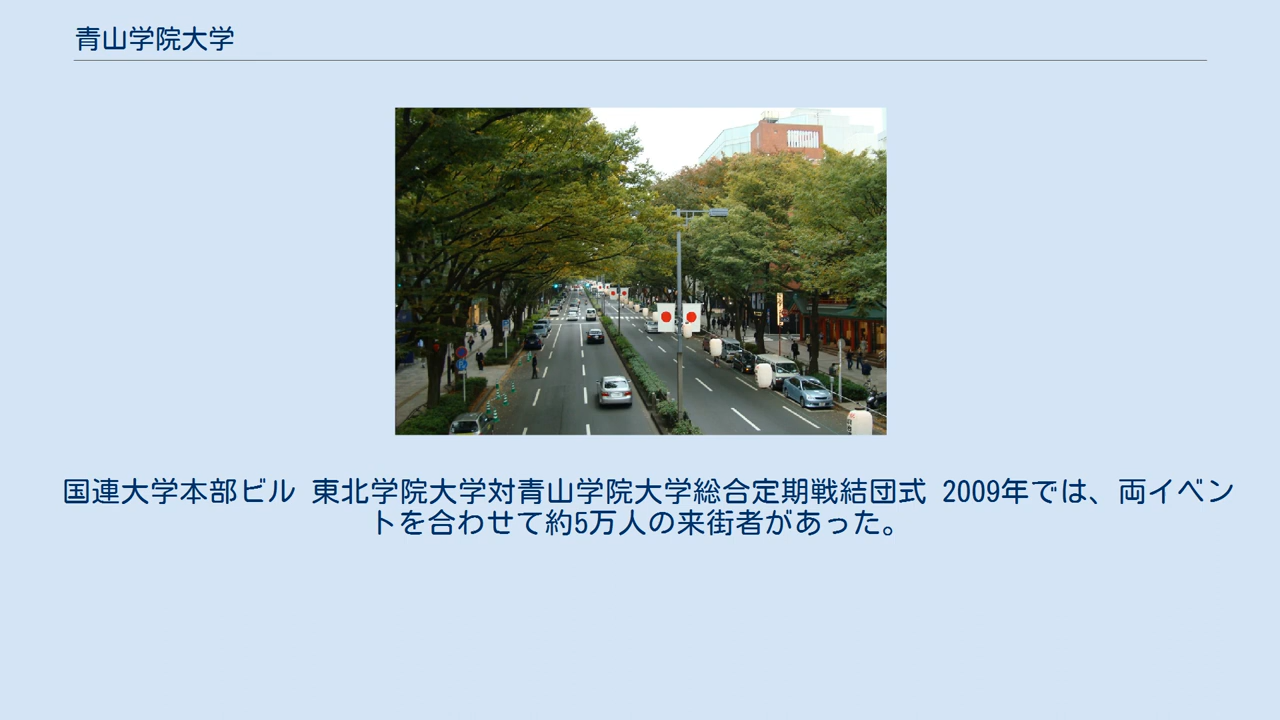 青山学院大学
国連大学本部ビル 東北学院大学対青山学院大学総合定期戦結団式 2009年では、両イベン
トを合わせて約5万人の来街者があった。